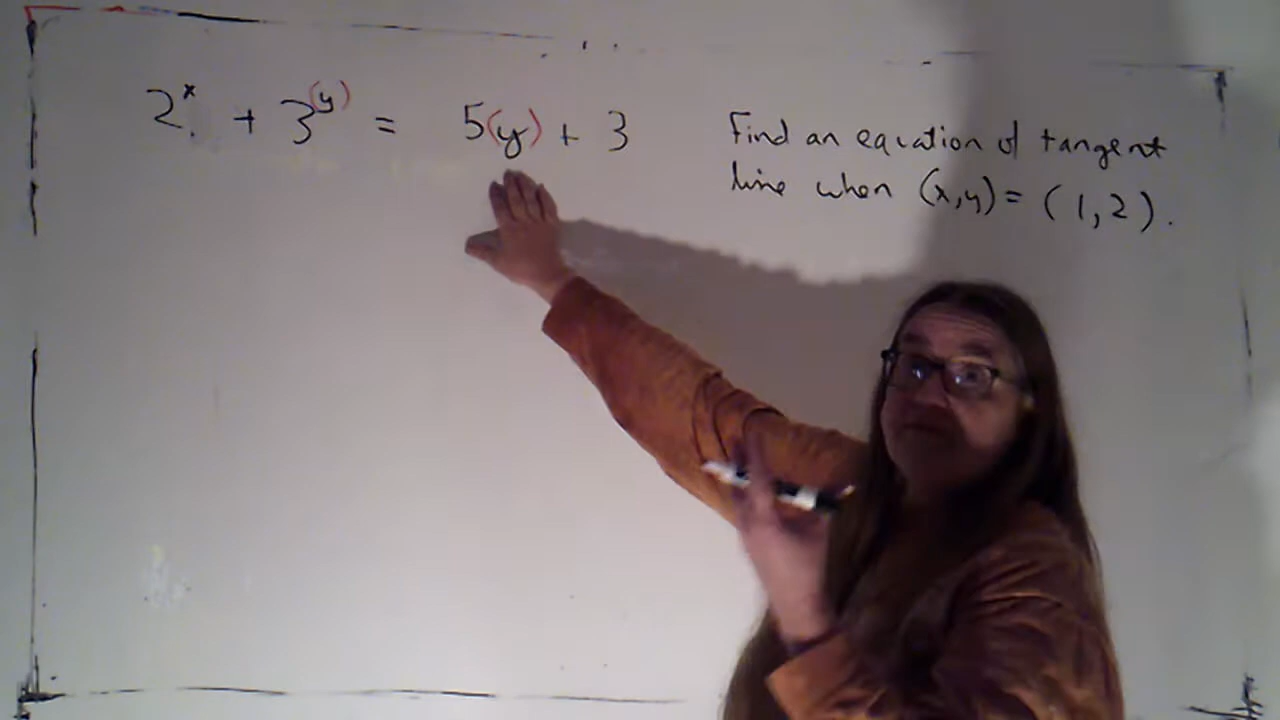 2^x + 3^(y) = 5(y) + 3
Find an equation of tangent
line when (x,y) = (1,2).